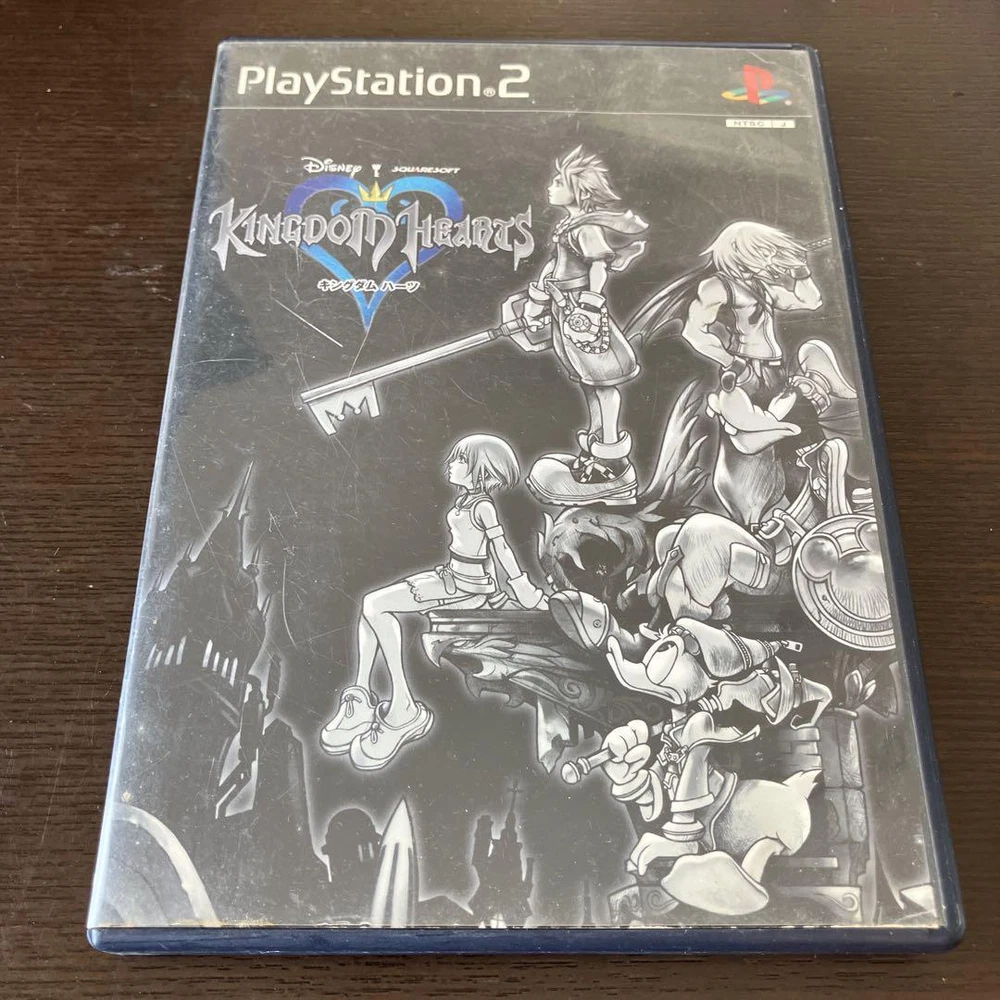 PlayStation®2
NTSC J
Disney SQUARESOFT
KINGDOM HEARTS
キングダム ハーツ